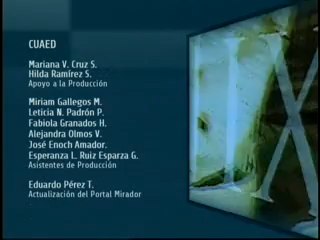 CUAED
Mariana V. Cruz S.
Hilda Ramírez S.
Apoyo a la Producción
Miriam Gallegos M.
Leticia N. Padrón P.
Fabiola Granados H.
Alejandra Olmos V.
José Enoch Amador.
Esperanza L. Ruiz Esparza G.
Asistentes de Producción
Eduardo Pérez T.
Actualización del Portal Mirador
IX